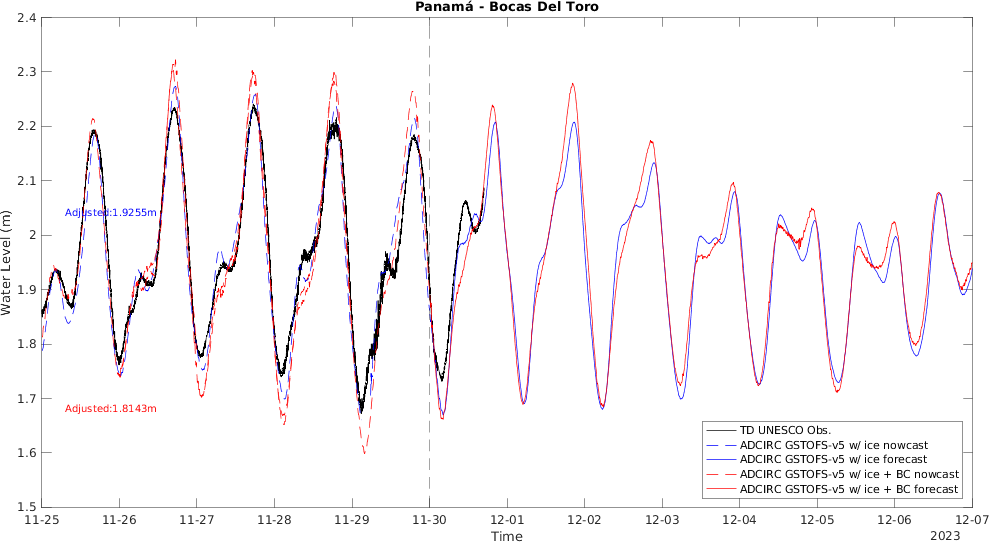 Panamá - Bocas Del Toro
Water Level (m)
2.4
2.3
2.2
2.1
2
1.9
1.8
1.7
1.6
1.5
Adjusted:1.9255m
Adjusted:1.8143m
TD UNESCO Obs.
ADCIRC GSTOFS-v5 w/ ice nowcast
ADCIRC GSTOFS-v5 w/ ice forecast
ADCIRC GSTOFS-v5 w/ ice + BC nowcast
ADCIRC GSTOFS-v5 w/ ice + BC forecast
11-25 11-26 11-27 11-28 11-29 11-30 12-01 12-02 12-03 12-04 12-05 12-06 12-07
Time
2023